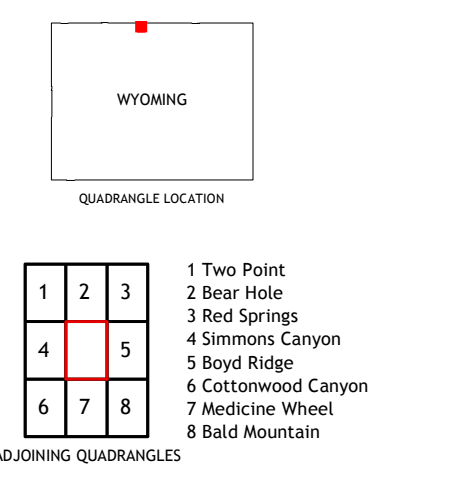 WYOMING
QUADRANGLE LOCATION
1 2 3
4 5
6 7 8
1 Two Point
2 Bear Hole
3 Red Springs
4 Simmons Canyon
5 Boyd Ridge
6 Cottonwood Canyon
7 Medicine Wheel
8 Bald Mountain
ADJOINING QUADRANGLES